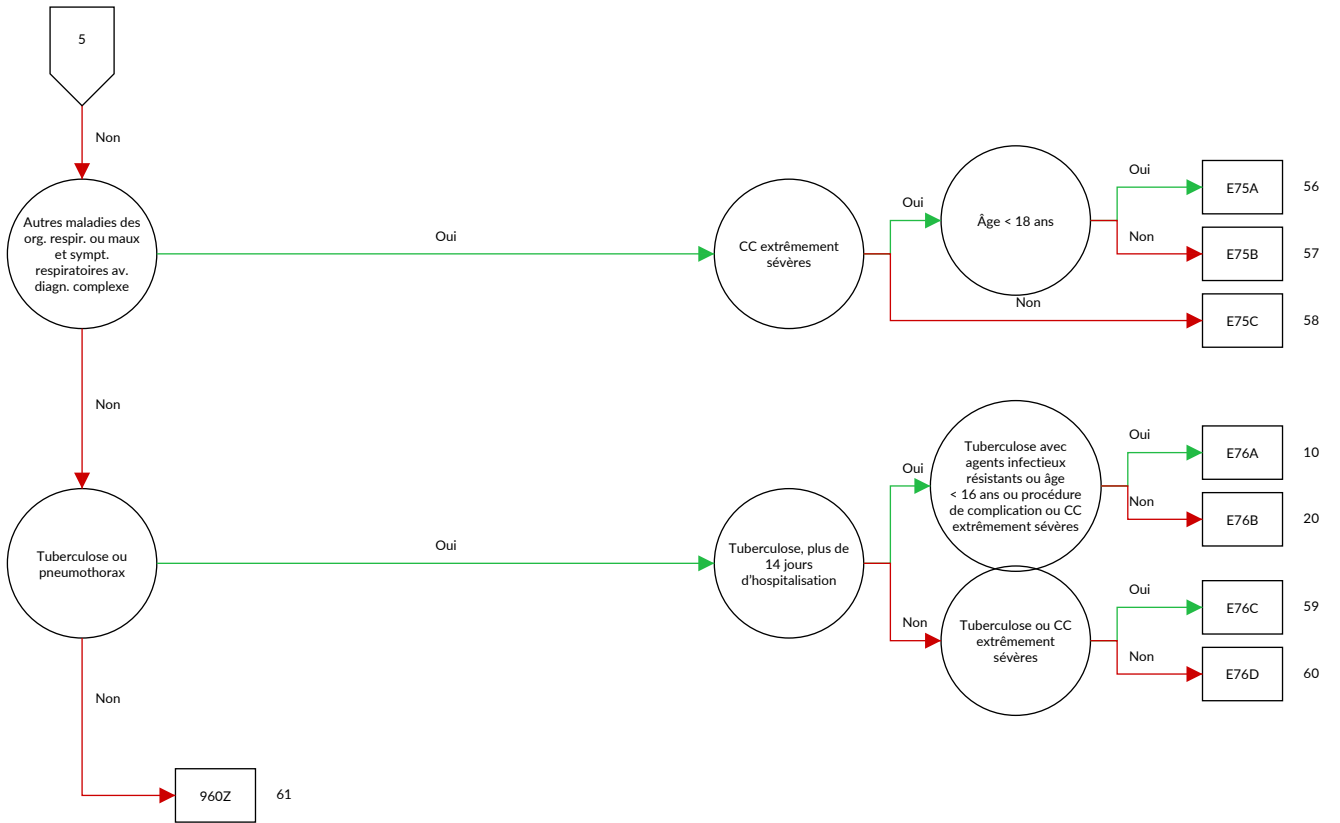 5
Non
Autres maladies des
org. respir. ou maux
et sympt.
respiratoires av.
diagn. complexe
Oui
CC extrêmement
sévères
Oui
Âge < 18 ans
Oui
E75A
56
Non
E75B
57
Non
E75C
58
Non
Tuberculose ou
pneumothorax
Oui
Tuberculose, plus de
14 jours
d’hospitalisation
Oui
Tuberculose avec
agents infectieux
résistants ou âge
< 16 ans ou procédure
de complication ou CC
extrêmement sévères
Oui
E76A
10
Non
E76B
20
Non
Tuberculose ou CC
extrêmement
sévères
Oui
E76C
59
Non
E76D
60
Non
960Z
61